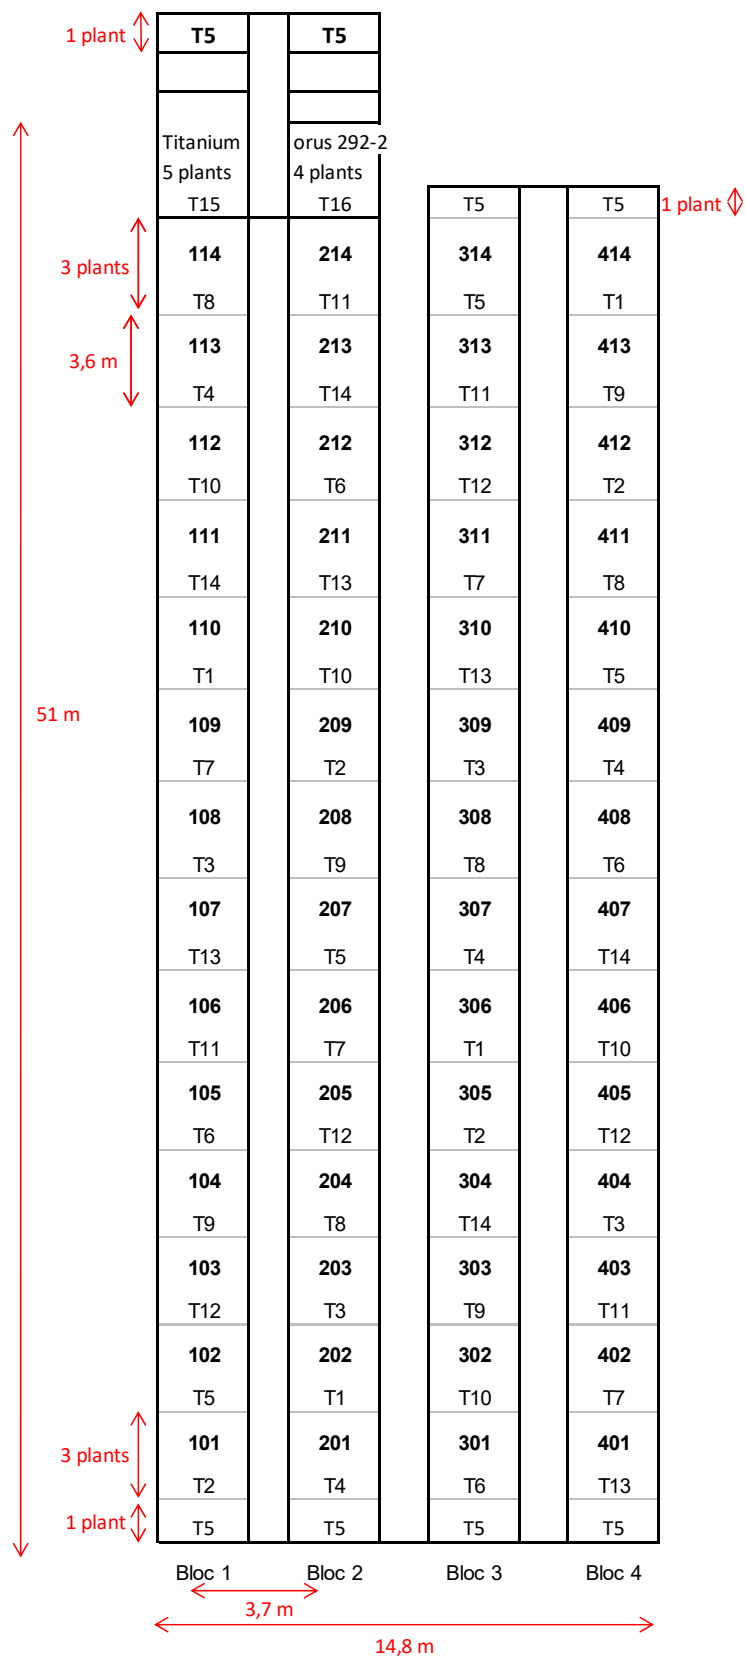 1 plant T5 T5
Titanium orus 292-2
5 plants 4 plants
T15 T16 T5 T5 1 plant
3 plants 114 214 314 414
T8 T11 T5 T1
3,6 m 113 213 313 413
T4 T14 T11 T9
112 212 312 412
T10 T6 T12 T2
111 211 311 411
T14 T13 T7 T8
110 210 310 410
T1 T10 T13 T5
51 m
109 209 309 409
T7 T2 T3 T4
108 208 308 408
T3 T9 T8 T6
107 207 307 407
T13 T5 T4 T14
106 206 306 406
T11 T7 T1 T10
105 205 305 405
T6 T12 T2 T12
104 204 304 404
T9 T8 T14 T3
103 203 303 403
T12 T3 T9 T11
102 202 302 402
T5 T1 T10 T7
3 plants 101 201 301 401
T2 T4 T6 T13
1 plant T5 T5 T5 T5
Bloc 1 Bloc 2 Bloc 3 Bloc 4
3,7 m
14,8 m